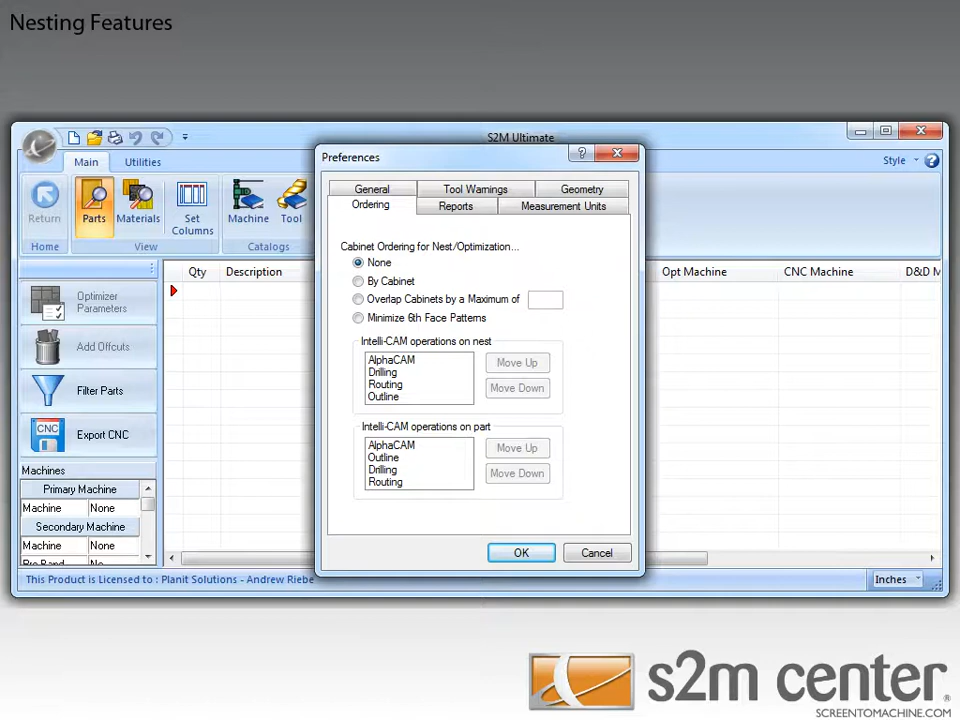 Nesting Features
S2M Ultimate
Main
Utilities
Style
Return
Parts
Materials
Set
Columns
Machine
Tool
Home
View
Catalogs
Optimizer
Parameters
Add Offcuts
Filter Parts
CNC
Export CNC
Machines
Primary Machine
Machine None
Secondary Machine
Machine None
Qty Description
Opt Machine CNC Machine D&D M
Preferences
General
Tool Warnings
Geometry
Ordering
Reports
Measurement Units
Cabinet Ordering for Nest/Optimization...
None
By Cabinet
Overlap Cabinets by a Maximum of
Minimize 6th Face Patterns
Intelli-CAM operations on nest
AlphaCAM
Drilling
Routing
Outline
Move Up
Move Down
Intelli-CAM operations on part
AlphaCAM
Outline
Drilling
Routing
Move Up
Move Down
OK
Cancel
This Product is Licensed to : Planit Solutions - Andrew Riebe
Inches
s2m center®
SCREENTOMACHINE.COM